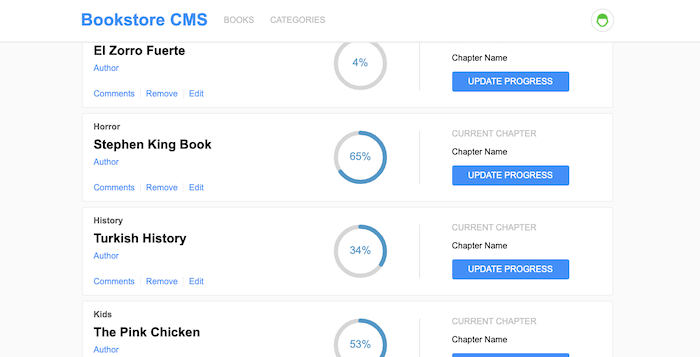 Bookstore CMS BOOKS CATEGORIES
El Zorro Fuerte
Author
Comments Remove Edit
4%
Chapter Name
UPDATE PROGRESS
Horror
Stephen King Book
Author
Comments Remove Edit
65%
CURRENT CHAPTER
Chapter Name
UPDATE PROGRESS
History
Turkish History
Author
Comments Remove Edit
34%
CURRENT CHAPTER
Chapter Name
UPDATE PROGRESS
Kids
The Pink Chicken
Author
53%
CURRENT CHAPTER
Chapter Name